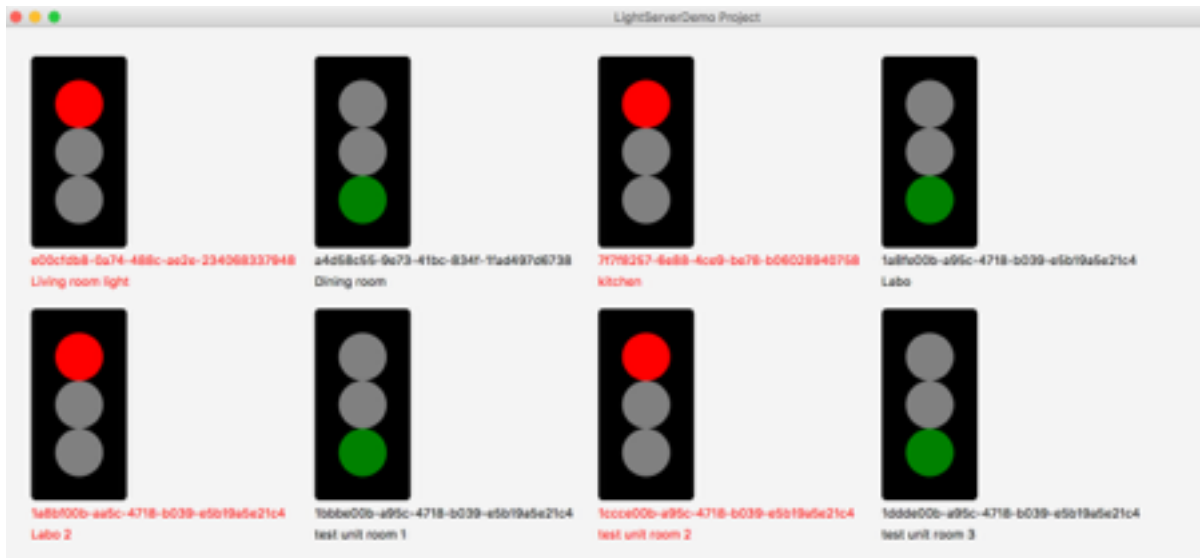 LightServerDemo Project
e00cfdb8-0a74-488c-ae2e-234068337948
a4d58c55-9e73-41bc-834f-1fad497d6738
7f7f8257-6e88-4ce9-be78-b06028940758
1a8fe00b-a95c-4718-b039-e5b19a5e21c4
Living room light
Dining room
kitchen
Labo
1a8bf00b-aa5c-4718-b039-e5b19a5e21c4
1bbbe00b-a95c-4718-b039-e5b19a5e21c4
1ccce00b-a95c-4718-b039-e5b19a5e21c4
1ddde00b-a95c-4718-b039-e5b19a5e21c4
Labo 2
test unit room 1
test unit room 2
test unit room 3